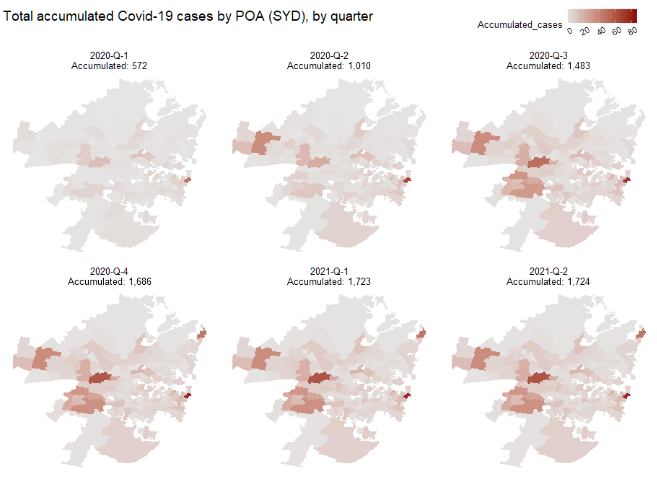 Total accumulated Covid-19 cases by POA (SYD), by quarter
Accumulated_cases
0 20 40 60 80
2020-Q-1
Accumulated: 572
2020-Q-2
Accumulated: 1,010
2020-Q-3
Accumulated: 1,483
2020-Q-4
Accumulated: 1,686
2021-Q-1
Accumulated: 1,723
2021-Q-2
Accumulated: 1,724